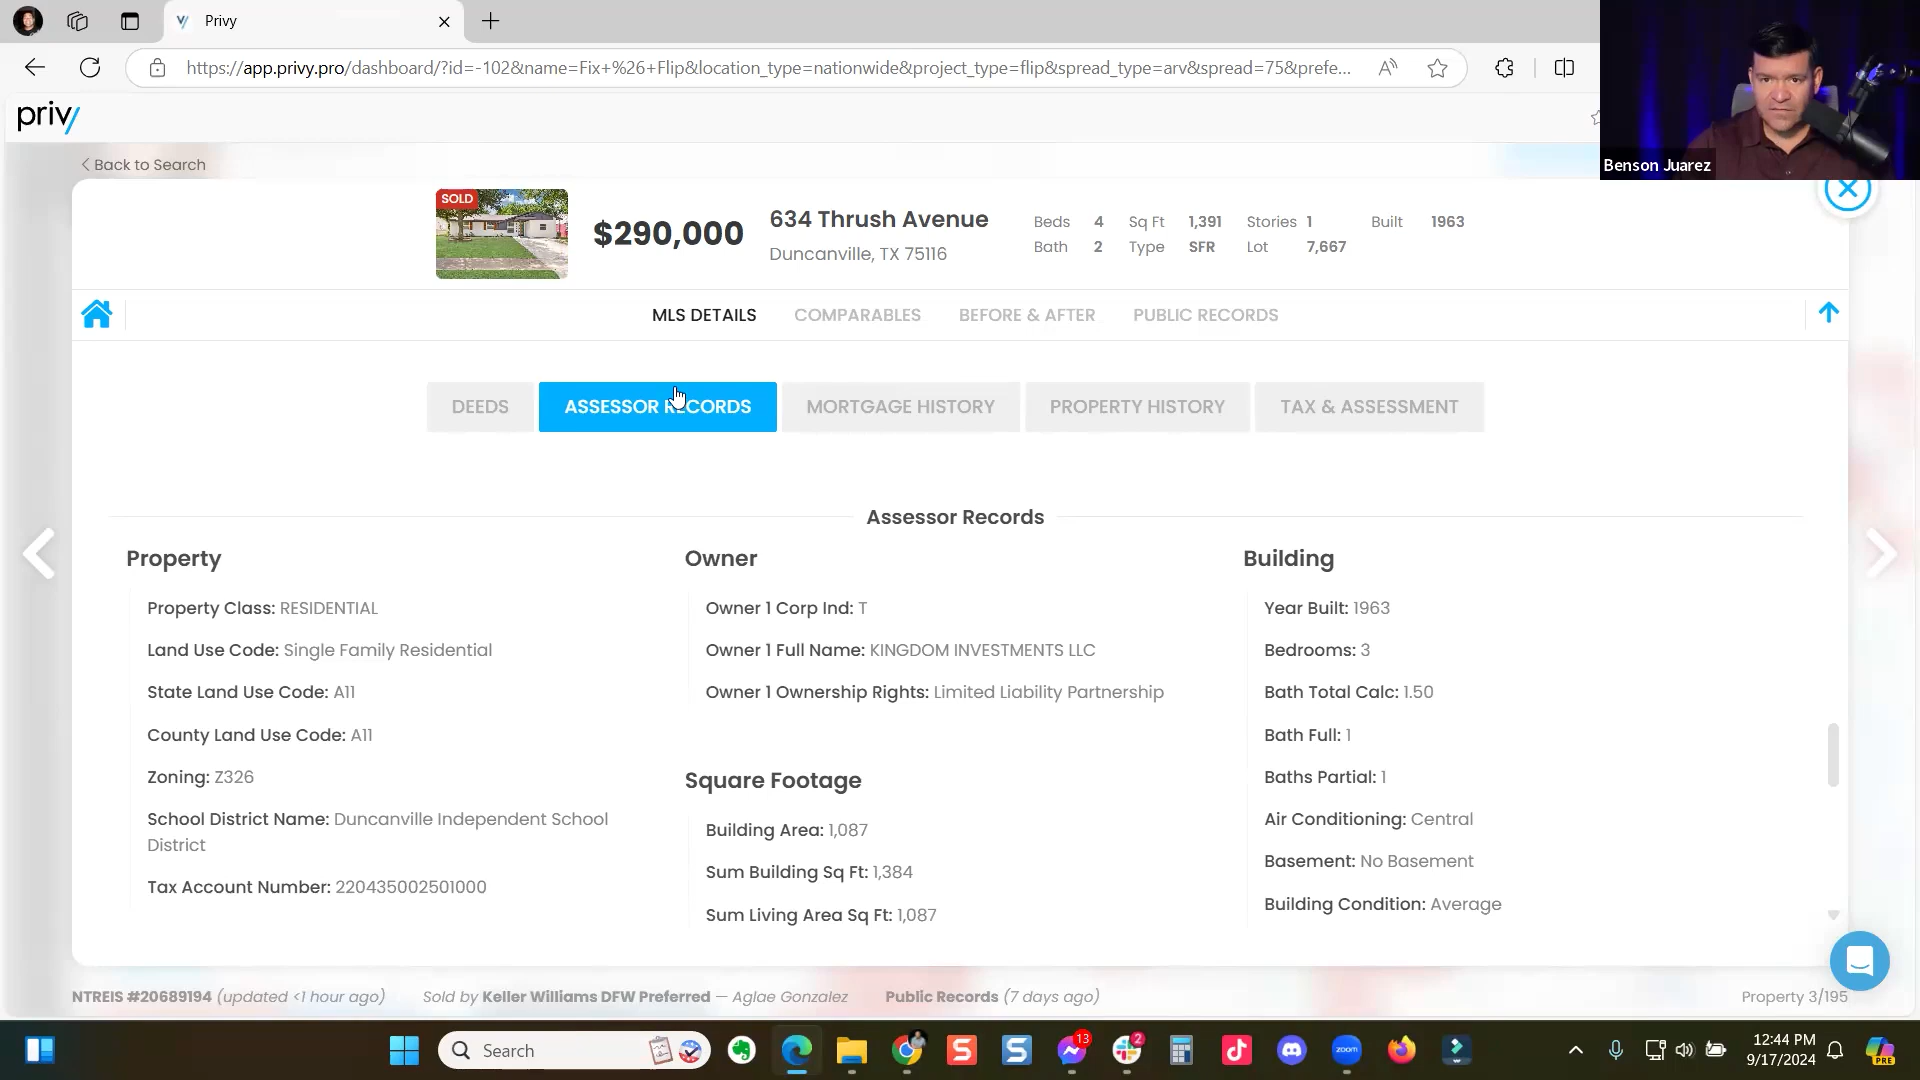 Privy
https://app.privy.pro/dashboard/?id=-102&name=Fix+%26+Flip&location_type=nationwide&project_type=flip&spread_type=arv&spread=75&prefe...
privy
Back to Search
SOLD
$290,000
634 Thrush Avenue
Duncanville, TX 75116
Beds 4 Sq Ft 1,391 Stories 1 Built 1963
Bath 2 Type SFR Lot 7,667
Benson Juarez
MLS DETAILS COMPARABLES BEFORE & AFTER PUBLIC RECORDS
DEEDS ASSESSOR RECORDS MORTGAGE HISTORY PROPERTY HISTORY TAX & ASSESSMENT
Assessor Records
Property
Property Class: RESIDENTIAL
Land Use Code: Single Family Residential
State Land Use Code: A11
County Land Use Code: A11
Zoning: Z326
School District Name: Duncanville Independent School
District
Tax Account Number: 220435002501000
Owner
Owner 1 Corp Ind: T
Owner 1 Full Name: KINGDOM INVESTMENTS LLC
Owner 1 Ownership Rights: Limited Liability Partnership
Square Footage
Building Area: 1,087
Sum Building Sq Ft: 1,384
Sum Living Area Sq Ft: 1,087
Building
Year Built: 1963
Bedrooms: 3
Bath Total Calc: 1.50
Bath Full: 1
Baths Partial: 1
Air Conditioning: Central
Basement: No Basement
Building Condition: Average
NTREIS #20689194 (updated <1 hour ago) Sold by Keller Williams DFW Preferred — Aglae Gonzalez Public Records (7 days ago) Property 3/195
Search
S
S
13
2
zoom
12:44 PM
9/17/2024
PRE